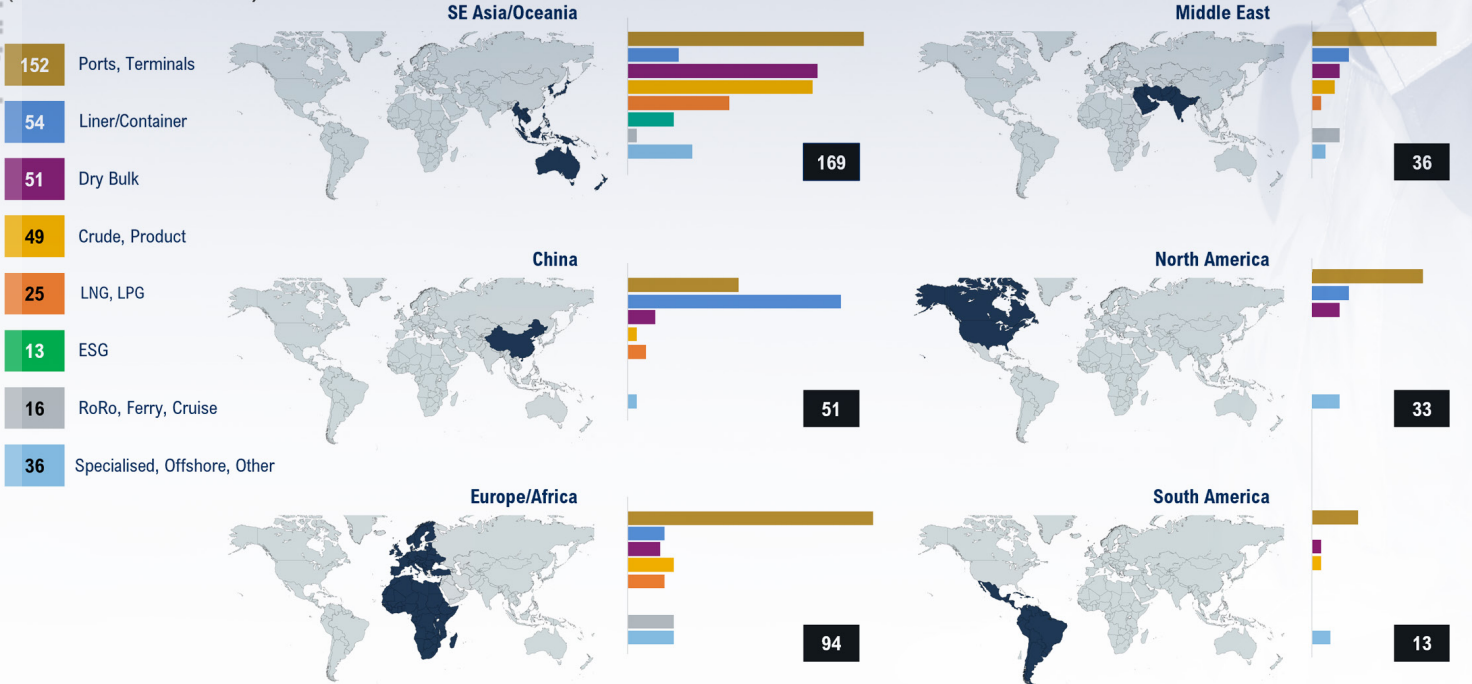 SE Asia/Oceania
Middle East
152 Ports, Terminals
54 Liner/Container
51 Dry Bulk
49 Crude, Product
25 LNG, LPG
13 ESG
16 RoRo, Ferry, Cruise
36 Specialised, Offshore, Other
169
36
China
North America
51
33
Europe/Africa
South America
94
13